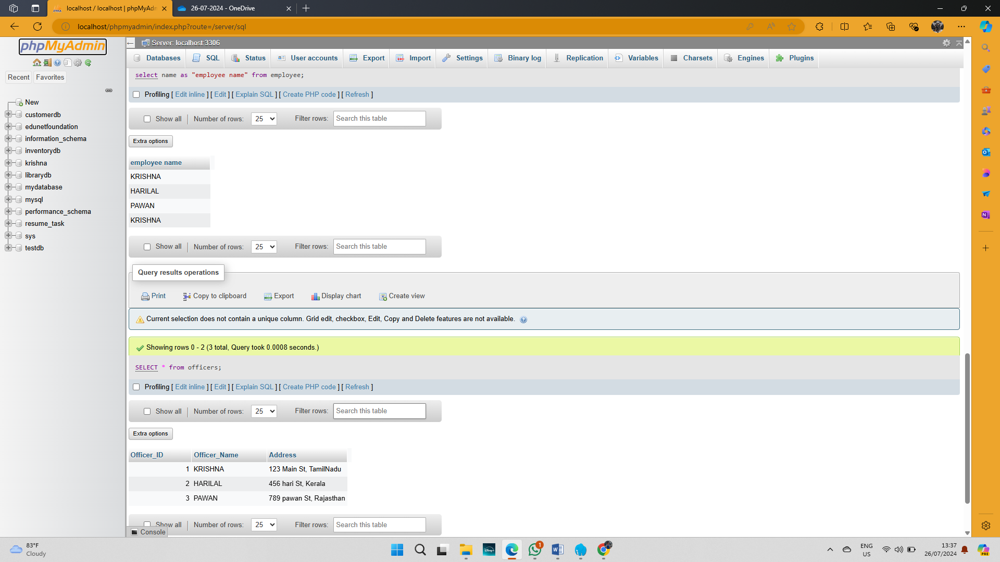 localhost / localhost | phpMyAdm
26-07-2024 - OneDrive
localhost/phpmyadmin/index.php?route=/server/sql
phpMyAdmin
Recent Favorites
New
customerdb
edunetfoundation
information_schema
inventorydb
krishna
librarydb
mydatabase
mysql
performance_schema
resume_task
sys
testdb
Server: localhost:3306
Databases SQL Status User accounts Export Import Settings Binary log Replication Variables Charsets Engines Plugins
select name as "employee name" from employee;
Profiling [ Edit inline ] [ Edit ] [ Explain SQL ] [ Create PHP code ] [ Refresh ]
Show all Number of rows: 25 Filter rows: Search this table
Extra options
employee name
KRISHNA
HARILAL
PAWAN
KRISHNA
Show all Number of rows: 25 Filter rows: Search this table
Query results operations
Print Copy to clipboard Export Display chart Create view
Current selection does not contain a unique column. Grid edit, checkbox, Edit, Copy and Delete features are not available.
Showing rows 0 - 2 (3 total, Query took 0.0008 seconds.)
SELECT * from officers;
Profiling [ Edit inline ] [ Edit ] [ Explain SQL ] [ Create PHP code ] [ Refresh ]
Show all Number of rows: 25 Filter rows: Search this table
Extra options
Officer_ID Officer_Name Address
1 KRISHNA 123 Main St, TamilNadu
2 HARILAL 456 hari St, Kerala
3 PAWAN 789 pawan St, Rajasthan
Show all Number of rows: 25 Filter rows: Search this table
Console
83°F
Cloudy
1
ENG
US
13:37
26/07/2024